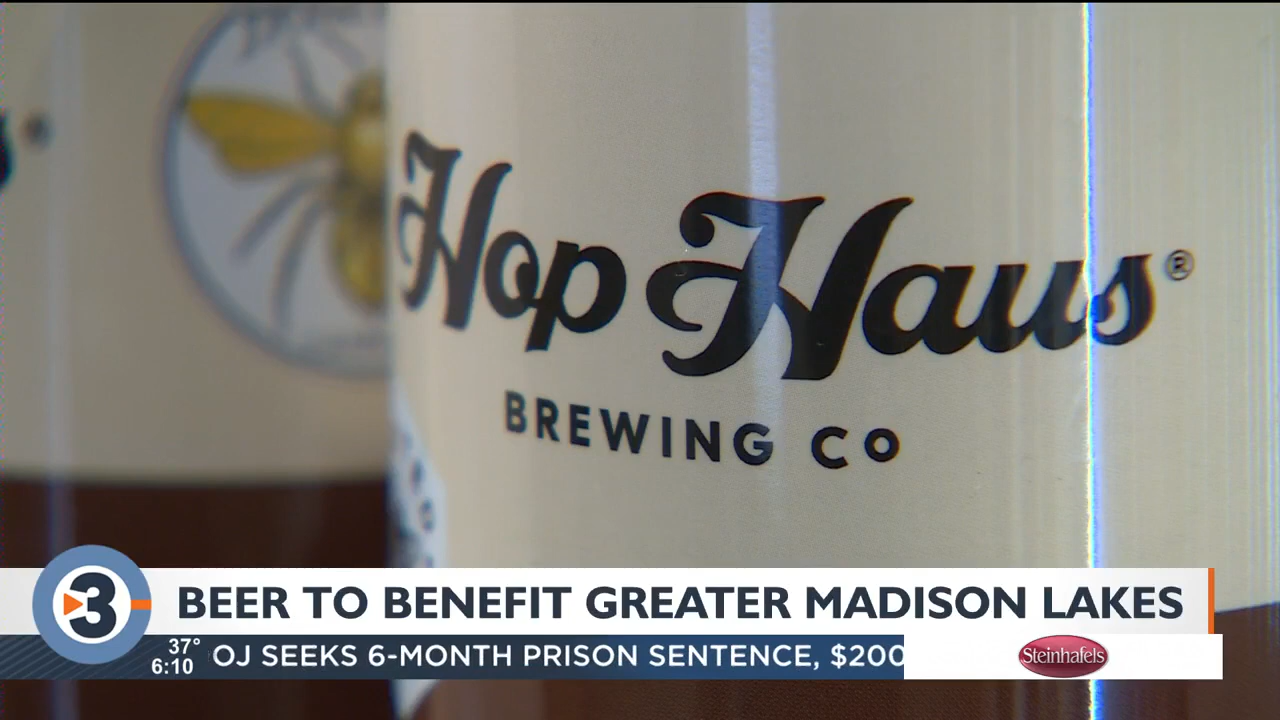 Hop Haus®
BREWING CO
3
BEER TO BENEFIT GREATER MADISON LAKES
37°
6:10
OJ SEEKS 6-MONTH PRISON SENTENCE, $200
Steinhafels